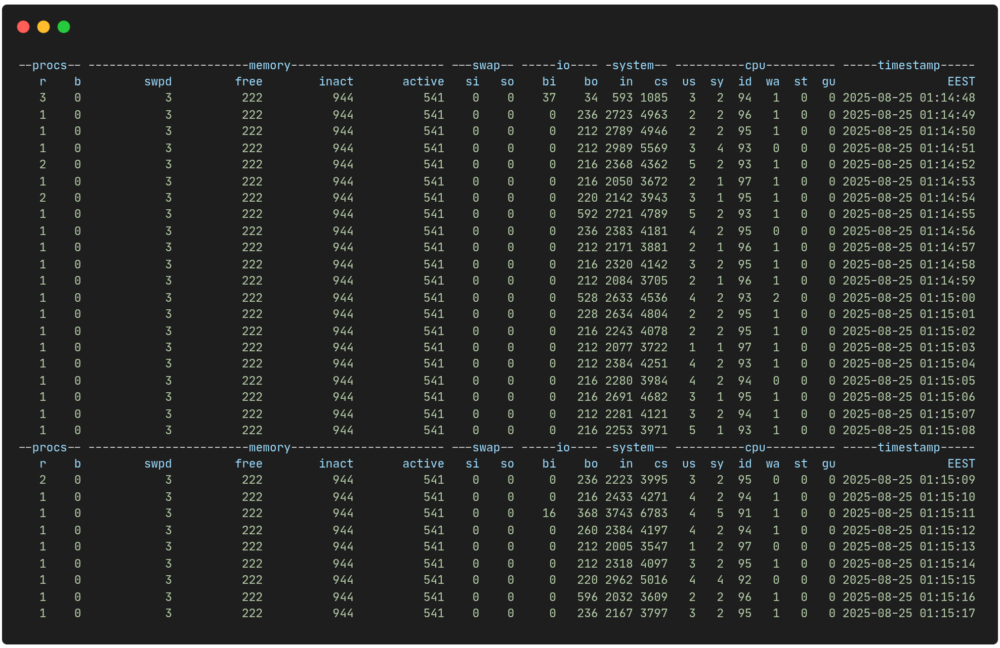 --procs-- -----------------------memory---------------------- ---swap-- -----io---- -system-- ----------cpu---------- -----timestamp-----
   r    b         swpd         free        inact       active   si   so    bi    bo   in   cs  us  sy  id  wa  st  gu                EEST
   3    0            3          222          944          541    0    0    37    34  593 1085   3   2  94   1   0   0 2025-08-25 01:14:48
   1    0            3          222          944          541    0    0     0   236 2723 4963   2   2  96   1   0   0 2025-08-25 01:14:49
   1    0            3          222          944          541    0    0     0   212 2789 4946   2   2  95   1   0   0 2025-08-25 01:14:50
   1    0            3          222          944          541    0    0     0   212 2989 5569   3   4  93   0   0   0 2025-08-25 01:14:51
   2    0            3          222          944          541    0    0     0   216 2368 4362   5   2  93   1   0   0 2025-08-25 01:14:52
   1    0            3          222          944          541    0    0     0   216 2050 3672   2   1  97   1   0   0 2025-08-25 01:14:53
   2    0            3          222          944          541    0    0     0   220 2142 3943   3   1  95   1   0   0 2025-08-25 01:14:54
   1    0            3          222          944          541    0    0     0   592 2721 4789   5   2  93   1   0   0 2025-08-25 01:14:55
   1    0            3          222          944          541    0    0     0   236 2383 4181   4   2  95   0   0   0 2025-08-25 01:14:56
   1    0            3          222          944          541    0    0     0   212 2171 3881   2   1  96   1   0   0 2025-08-25 01:14:57
   1    0            3          222          944          541    0    0     0   216 2320 4142   3   2  95   1   0   0 2025-08-25 01:14:58
   1    0            3          222          944          541    0    0     0   212 2084 3705   2   1  96   1   0   0 2025-08-25 01:14:59
   1    0            3          222          944          541    0    0     0   528 2633 4536   4   2  93   2   0   0 2025-08-25 01:15:00
   1    0            3          222          944          541    0    0     0   228 2634 4804   2   2  95   1   0   0 2025-08-25 01:15:01
   1    0            3          222          944          541    0    0     0   216 2243 4078   2   2  95   1   0   0 2025-08-25 01:15:02
   1    0            3          222          944          541    0    0     0   212 2077 3722   1   1  97   1   0   0 2025-08-25 01:15:03
   1    0            3          222          944          541    0    0     0   212 2384 4251   4   2  93   1   0   0 2025-08-25 01:15:04
   1    0            3          222          944          541    0    0     0   216 2280 3984   4   2  94   0   0   0 2025-08-25 01:15:05
   1    0            3          222          944          541    0    0     0   216 2691 4682   3   1  95   1   0   0 2025-08-25 01:15:06
   1    0            3          222          944          541    0    0     0   212 2281 4121   3   2  94   1   0   0 2025-08-25 01:15:07
   1    0            3          222          944          541    0    0     0   216 2253 3971   5   1  93   1   0   0 2025-08-25 01:15:08
--procs-- -----------------------memory---------------------- ---swap-- -----io---- -system-- ----------cpu---------- -----timestamp-----
   r    b         swpd         free        inact       active   si   so    bi    bo   in   cs  us  sy  id  wa  st  gu                EEST
   2    0            3          222          944          541    0    0     0   236 2223 3995   3   2  95   0   0   0 2025-08-25 01:15:09
   1    0            3          222          944          541    0    0     0   216 2433 4271   4   2  94   1   0   0 2025-08-25 01:15:10
   1    0            3          222          944          541    0    0    16   368 3743 6783   4   5  91   1   0   0 2025-08-25 01:15:11
   1    0            3          222          944          541    0    0     0   260 2384 4197   4   2  94   1   0   0 2025-08-25 01:15:12
   1    0            3          222          944          541    0    0     0   212 2005 3547   1   2  97   0   0   0 2025-08-25 01:15:13
   1    0            3          222          944          541    0    0     0   212 2318 4097   3   2  95   1   0   0 2025-08-25 01:15:14
   1    0            3          222          944          541    0    0     0   220 2962 5016   4   4  92   0   0   0 2025-08-25 01:15:15
   1    0            3          222          944          541    0    0     0   596 2032 3609   2   2  96   1   0   0 2025-08-25 01:15:16
   1    0            3          222          944          541    0    0     0   236 2167 3797   3   2  95   1   0   0 2025-08-25 01:15:17